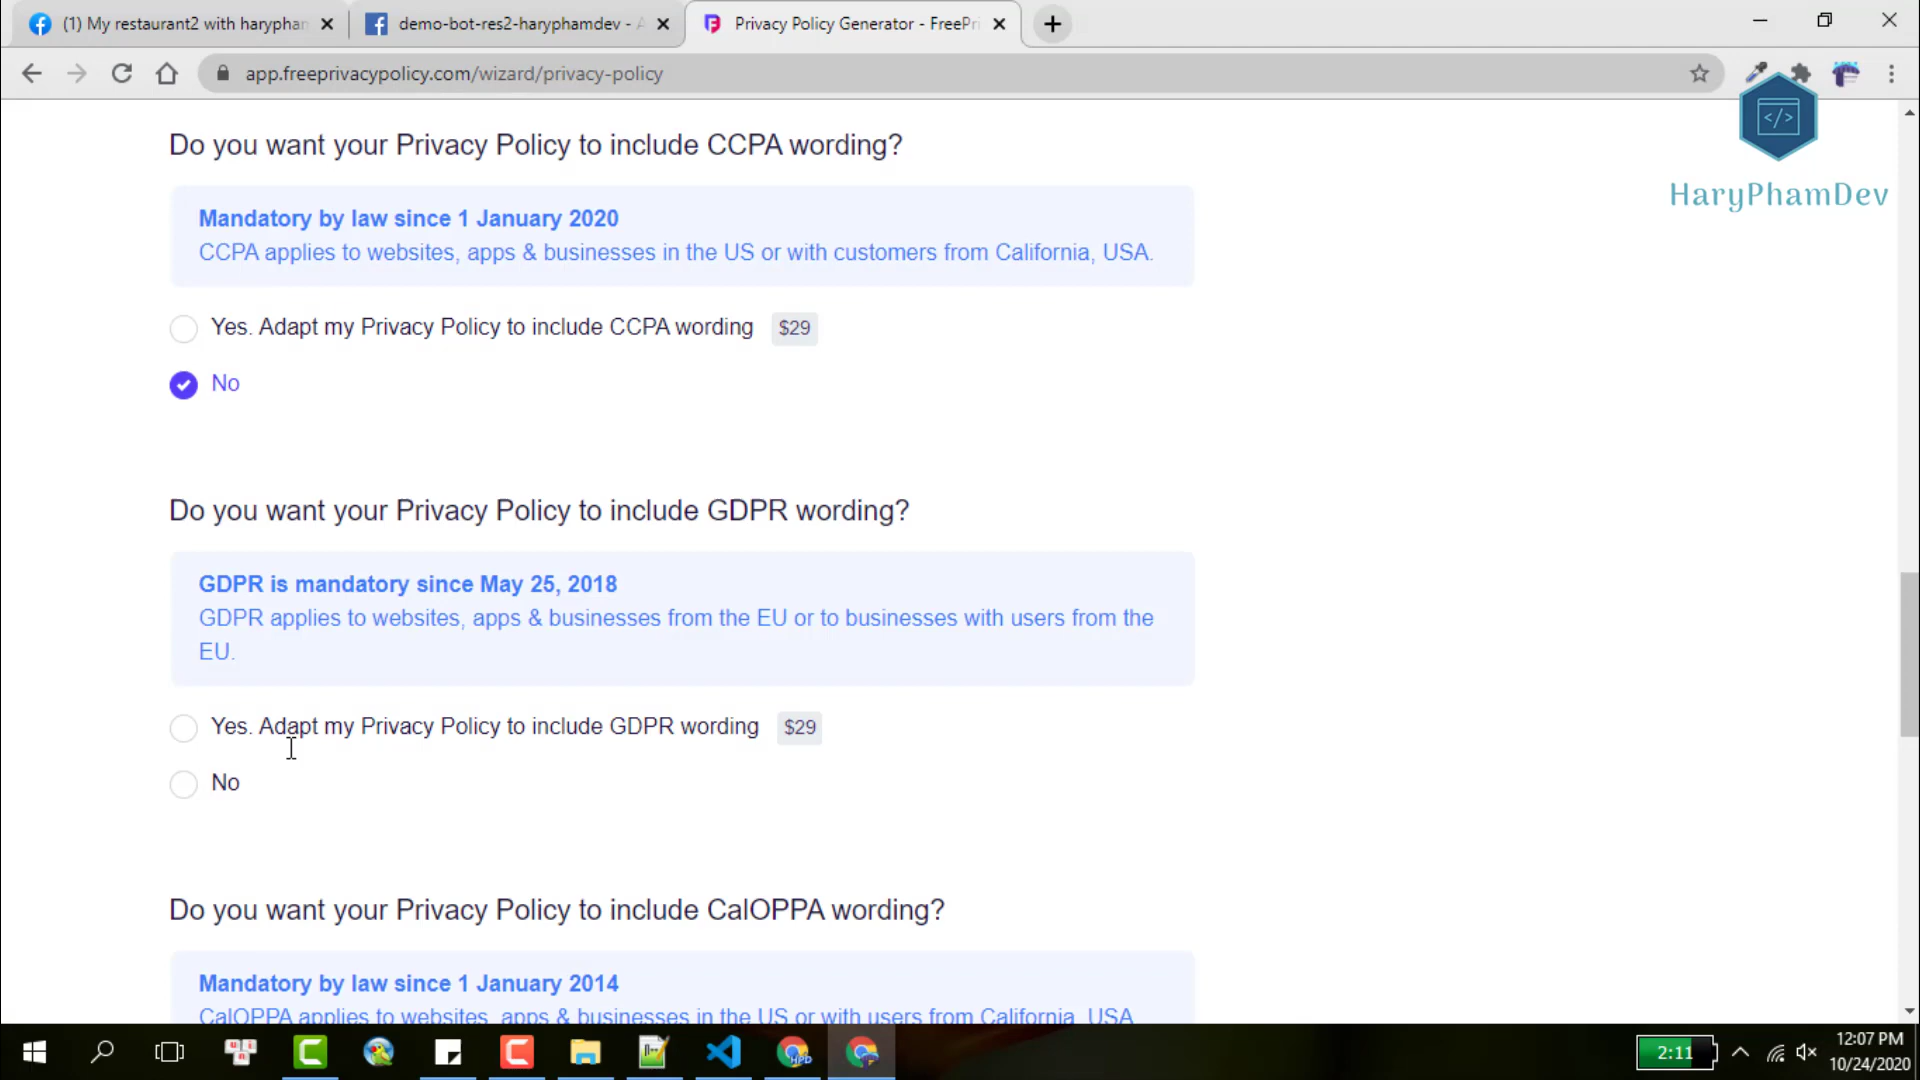 (1) My restaurant2 with harypham
demo-bot-res2-haryphamdev - A
Privacy Policy Generator - FreePri
app.freeprivacypolicy.com/wizard/privacy-policy
</>
HaryPhamDev
Do you want your Privacy Policy to include CCPA wording?
Mandatory by law since 1 January 2020
CCPA applies to websites, apps & businesses in the US or with customers from California, USA.
Yes. Adapt my Privacy Policy to include CCPA wording $29
No
Do you want your Privacy Policy to include GDPR wording?
GDPR is mandatory since May 25, 2018
GDPR applies to websites, apps & businesses from the EU or to businesses with users from the
EU.
Yes. Adapt my Privacy Policy to include GDPR wording $29
No
Do you want your Privacy Policy to include CalOPPA wording?
Mandatory by law since 1 January 2014
CalOPPA applies to websites, apps & businesses in the US or with users from California, USA
2:11
12:07 PM
10/24/2020